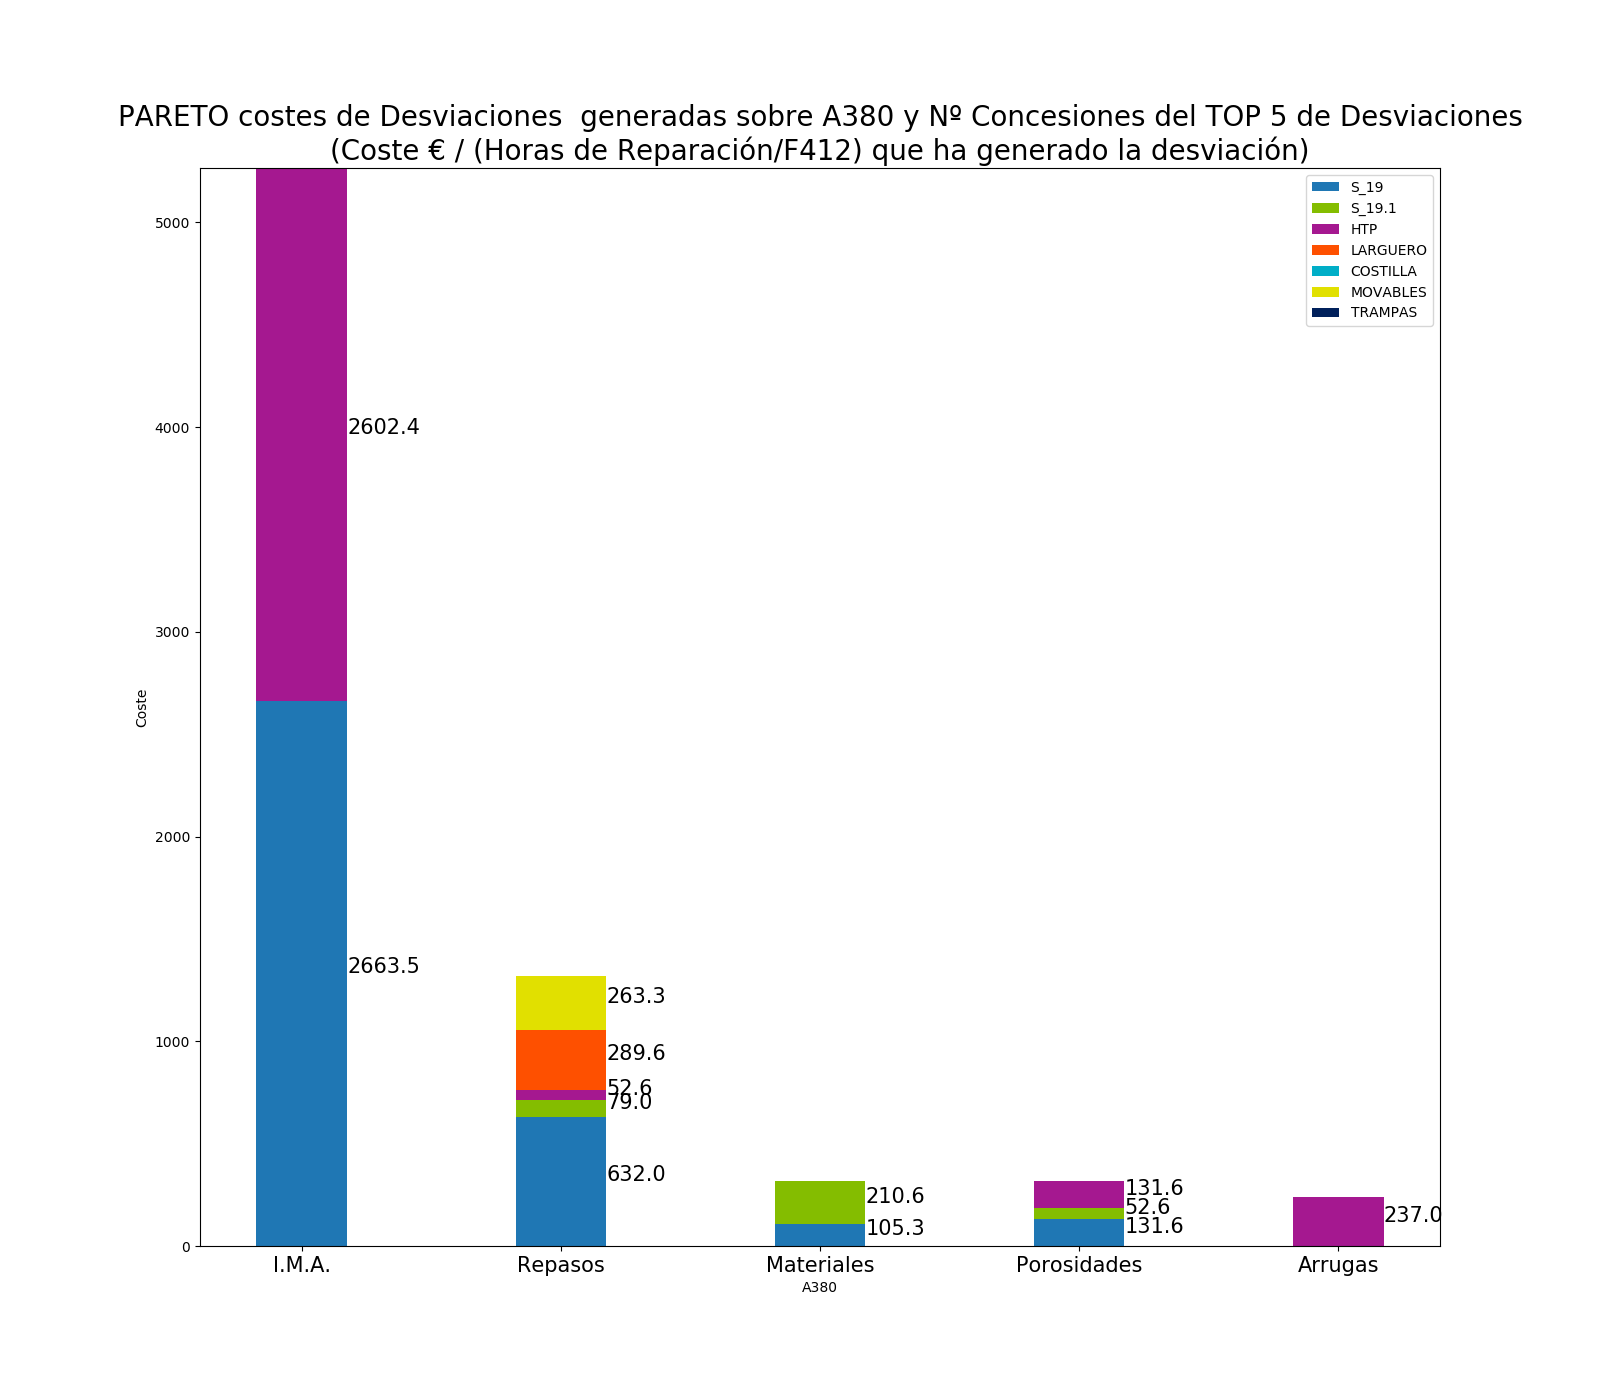 PARETO costes de Desviaciones  generadas sobre A380 y Nº Concesiones del TOP 5 de Desviaciones
(Coste € / (Horas de Reparación/F412) que ha generado la desviación)
S_19
S_19.1
HTP
LARGUERO
COSTILLA
MOVABLES
TRAMPAS
5000
4000
3000
2000
1000
0
Coste
2602.4
2663.5
263.3
289.6
52.6
79.0
632.0
210.6
105.3
131.6
52.6
131.6
237.0
I.M.A.
Repasos
Materiales
Porosidades
Arrugas
A380